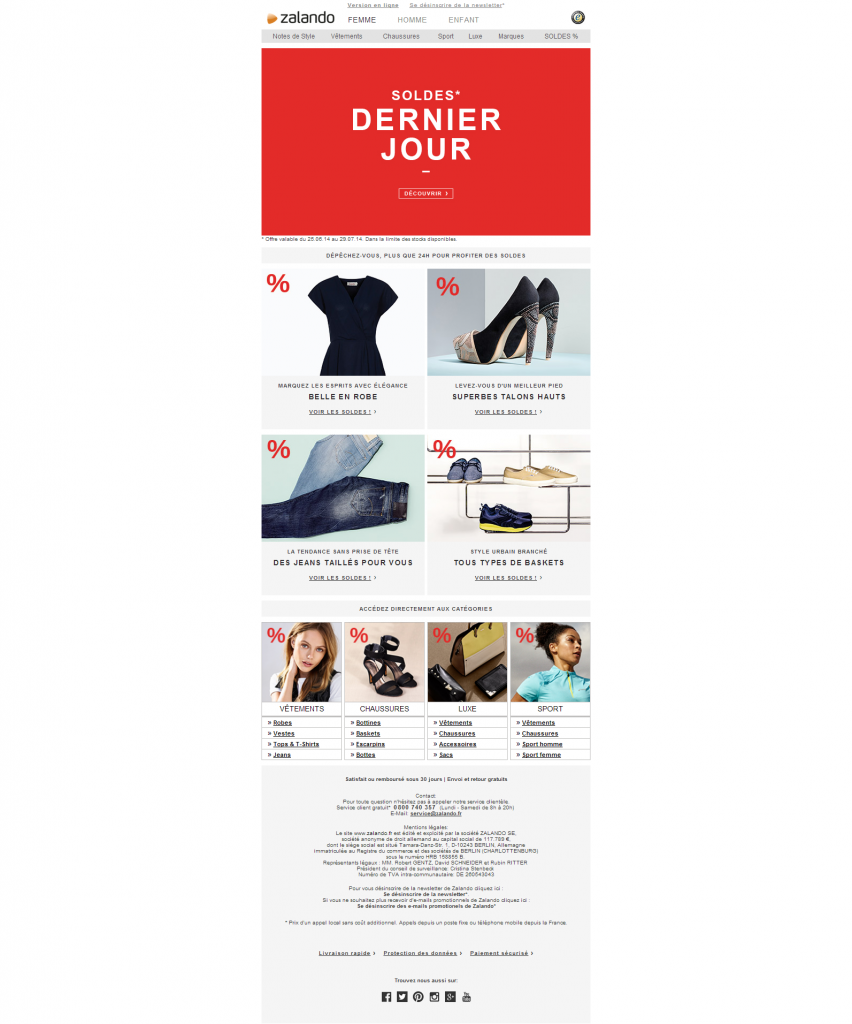 Version en ligne Se désinscrire de la newsletter*
zalando FEMME HOMME ENFANT
Notes de Style Vêtements Chaussures Sport Luxe Marques SOLDES %
SOLDES*
DERNIER
JOUR
DÉCOUVRIR ›
* Offre valable du 25.06.14 au 29.07.14. Dans la limite des stocks disponibles.
DÉPÊCHEZ-VOUS, PLUS QUE 24H POUR PROFITER DES SOLDES
% %
MARQUEZ LES ESPRITS AVEC ÉLÉGANCE
BELLE EN ROBE
VOIR LES SOLDES ! ›
LEVEZ-VOUS D'UN MEILLEUR PIED
SUPERBES TALONS HAUTS
VOIR LES SOLDES ! ›
% %
LA TENDANCE SANS PRISE DE TÊTE
DES JEANS TAILLÉS POUR VOUS
VOIR LES SOLDES ! ›
STYLE URBAIN BRANCHÉ
TOUS TYPES DE BASKETS
VOIR LES SOLDES ! ›
ACCÉDEZ DIRECTEMENT AUX CATÉGORIES
% % % %
VÊTEMENTS
» Robes
» Vestes
» Tops & T-Shirts
» Jeans
CHAUSSURES
» Bottines
» Baskets
» Escarpins
» Bottes
LUXE
» Vêtements
» Chaussures
» Accessoires
» Sacs
SPORT
» Vêtements
» Chaussures
» Sport homme
» Sport femme
Satisfait ou remboursé sous 30 jours | Envoi et retour gratuits
Contact:
Pour toute question n'hésitez pas à appeler notre service clientèle.
Service client gratuit* 0800 740 357 (Lundi - Samedi de 8h à 20h)
E-Mail: service@zalando.fr
Mentions légales:
Le site www.zalando.fr est édité et exploité par la société ZALANDO SE,
société anonyme de droit allemand au capital social de 117.789 €,
dont le siège social est situé Tamara-Danz-Str. 1, D-10243 BERLIN, Allemagne
immatriculée au Registre du commerce et des sociétés de BERLIN (CHARLOTTENBURG)
sous le numéro HRB 158855 B.
Représentants légaux : MM. Robert GENTZ, David SCHNEIDER et Rubin RITTER
Président du conseil de surveillance: Cristina Stenbeck
Numéro de TVA intra-communautaire: DE 260543043
Pour vous désinscrire de la newsletter de Zalando cliquez ici :
Se désinscrire de la newsletter*.
Si vous ne souhaitez plus recevoir d'e-mails promotionnels de Zalando cliquez ici :
Se désinscrire des e-mails promotionels de Zalando*
* Prix d'un appel local sans coût additionnel. Appels depuis un poste fixe ou téléphone mobile depuis la France.
Livraison rapide › Protection des données › Paiement sécurisé ›
Trouvez nous aussi sur: